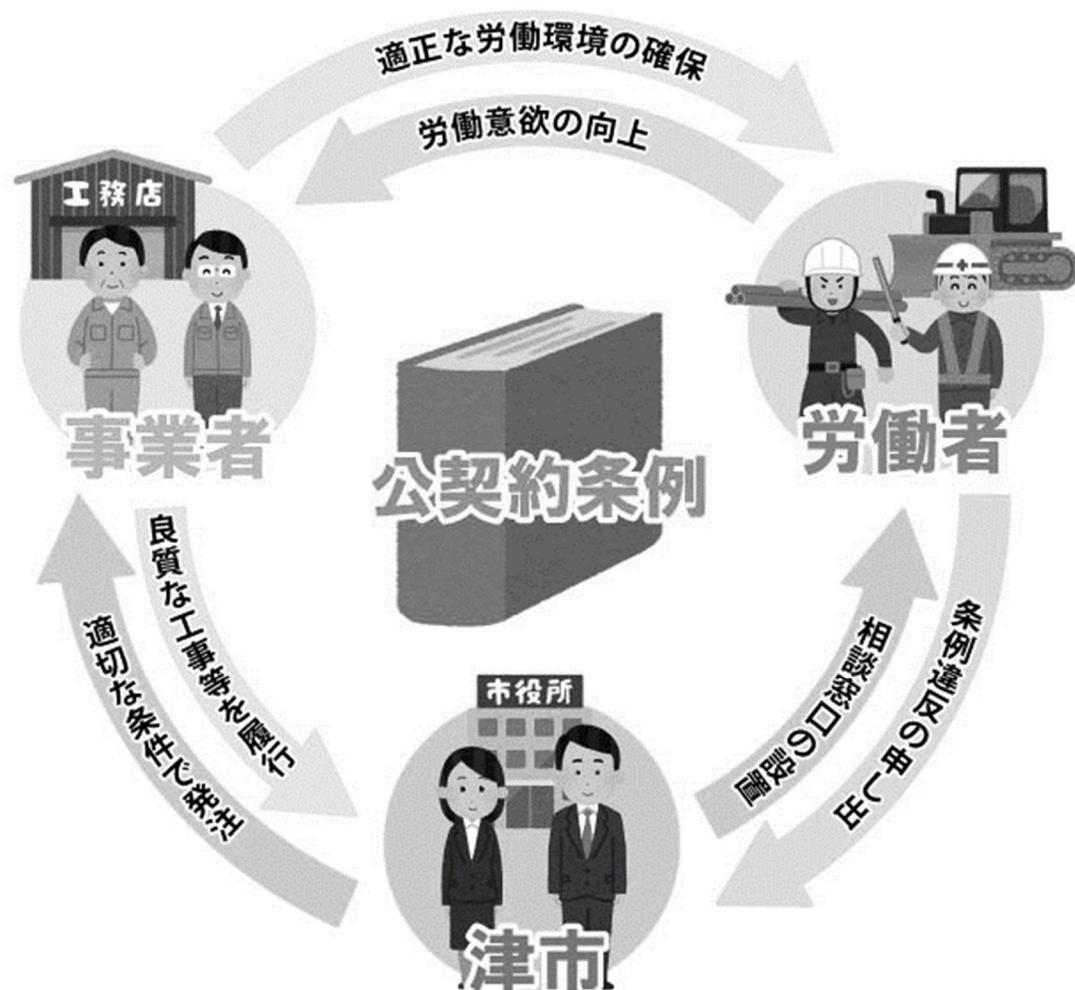 適正な労働環境の確保
労働意欲の向上
工務店
事業者
労働者
公契約条例
良質な工事等を履行
適切な条件で発注
相談窓口の設置
条例違反の申し出
市役所
津市